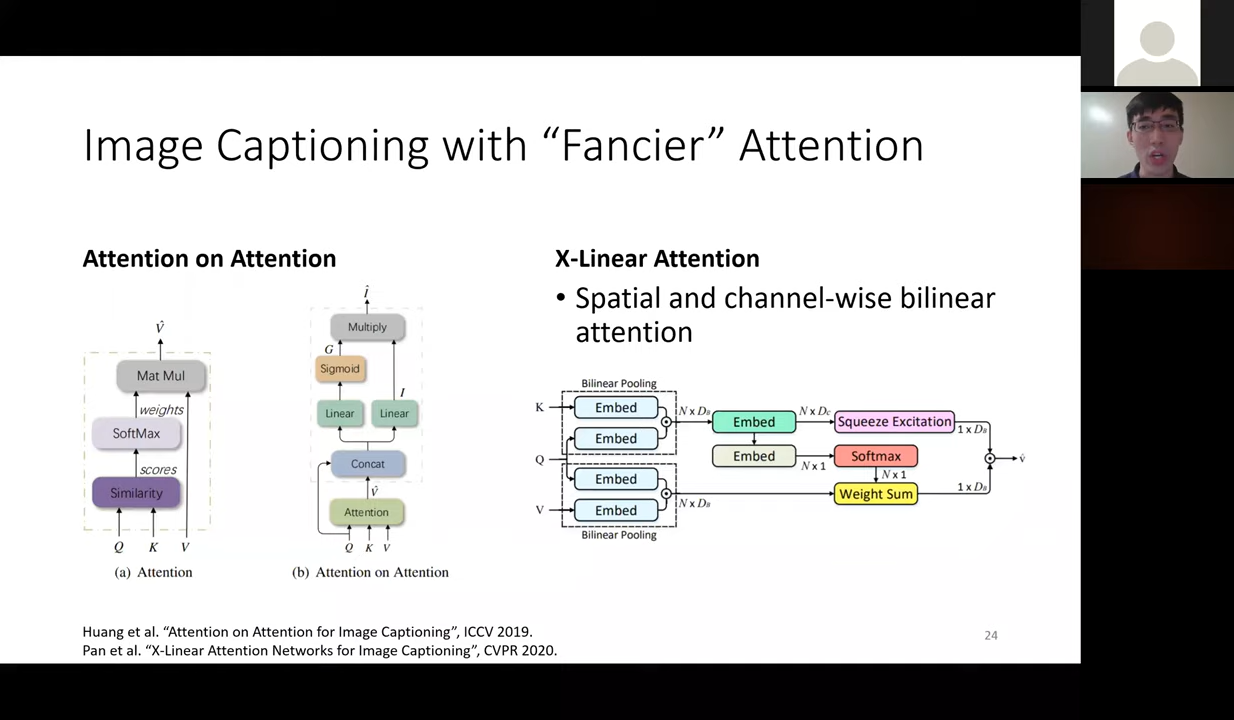 Image Captioning with “Fancier” Attention
Attention on Attention
V̂
Mat Mul
weights
SoftMax
scores
Similarity
Q K V
(a) Attention
Î
Multiply
G
Sigmoid
I
Linear Linear
Concat
V̂
Attention
Q K V
(b) Attention on Attention
X-Linear Attention
• Spatial and channel-wise bilinear
attention
Bilinear Pooling
K
Embed
Embed
Q
Embed
V
Embed
Bilinear Pooling
N x D_B
N x D_B
Embed
N x D_C
Squeeze Excitation
1 x D_B
Embed
N x 1
Softmax
N x 1
Weight Sum
1 x D_B
v̂
Huang et al. “Attention on Attention for Image Captioning”, ICCV 2019.
Pan et al. “X-Linear Attention Networks for Image Captioning”, CVPR 2020.
24